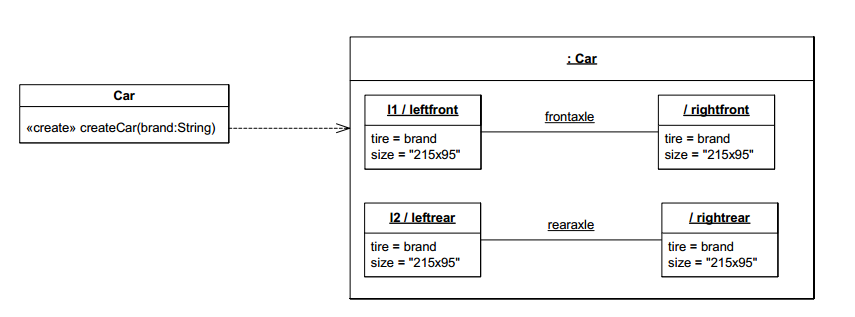 : Car
Car
«create» createCar(brand:String)
l1 / leftfront
tire = brand
size = "215x95"
frontaxle
/ rightfront
tire = brand
size = "215x95"
l2 / leftrear
tire = brand
size = "215x95"
rearaxle
/ rightrear
tire = brand
size = "215x95"